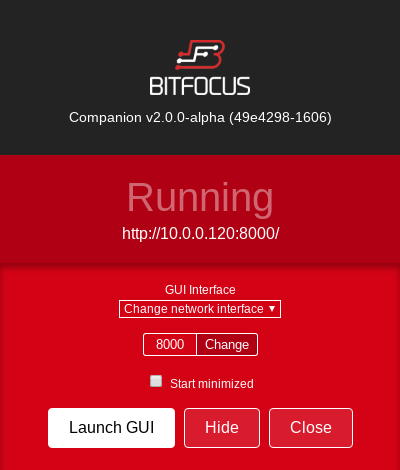 BITFOCUS
Companion v2.0.0-alpha (49e4298-1606)
Running
http://10.0.0.120:8000/
GUI Interface
Change network interface
8000 Change
Start minimized
Launch GUI Hide Close